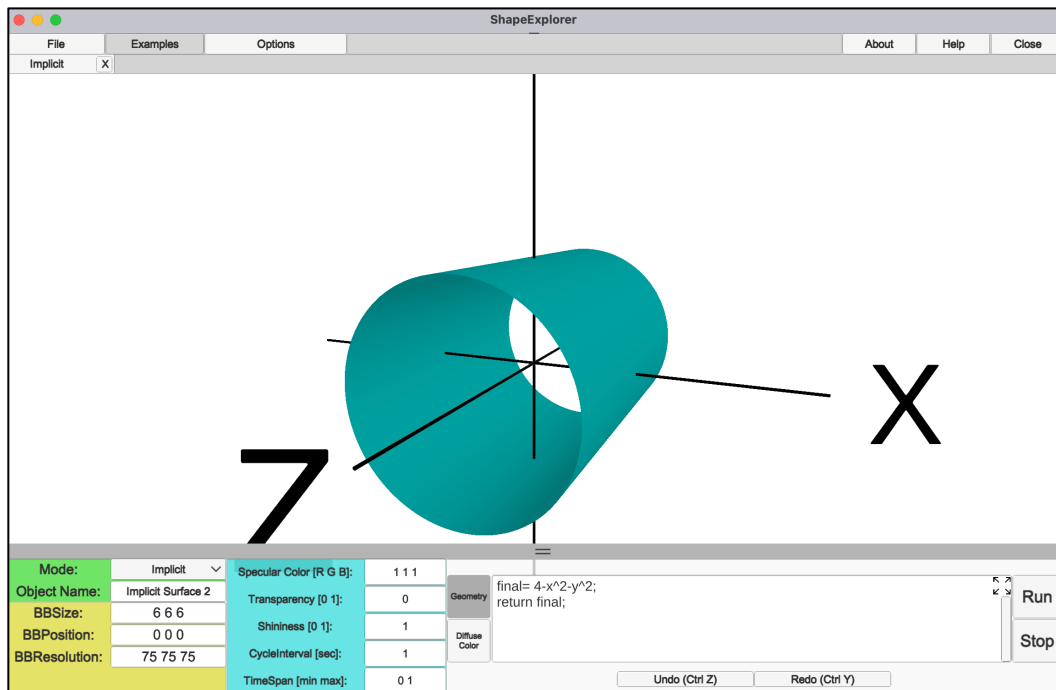 ShapeExplorer
File Examples Options About Help Close
Implicit X
X
Z
Mode: Implicit
Object Name: Implicit Surface 2
BBSize: 6 6 6
BBPosition: 0 0 0
BBResolution: 75 75 75
Specular Color [R G B]: 1 1 1
Transparency [0 1]: 0
Shininess [0 1]: 1
CycleInterval [sec]: 1
TimeSpan [min max]: 0 1
Geometry
Diffuse
Color
final= 4-x^2-y^2;
return final;
Run
Stop
Undo (Ctrl Z) Redo (Ctrl Y)